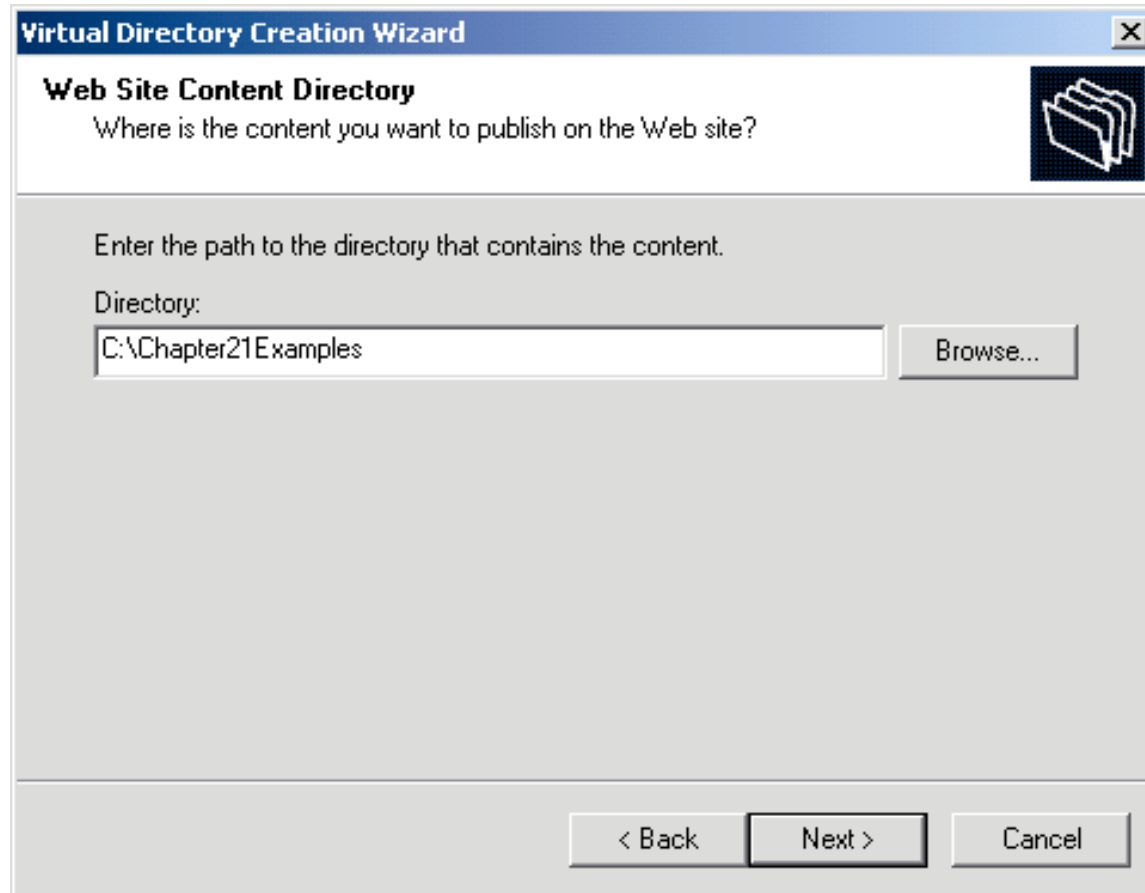 Virtual Directory Creation Wizard
Web Site Content Directory
Where is the content you want to publish on the Web site?
Enter the path to the directory that contains the content.
Directory:
C:\Chapter21Examples
Browse...
< Back Next > Cancel